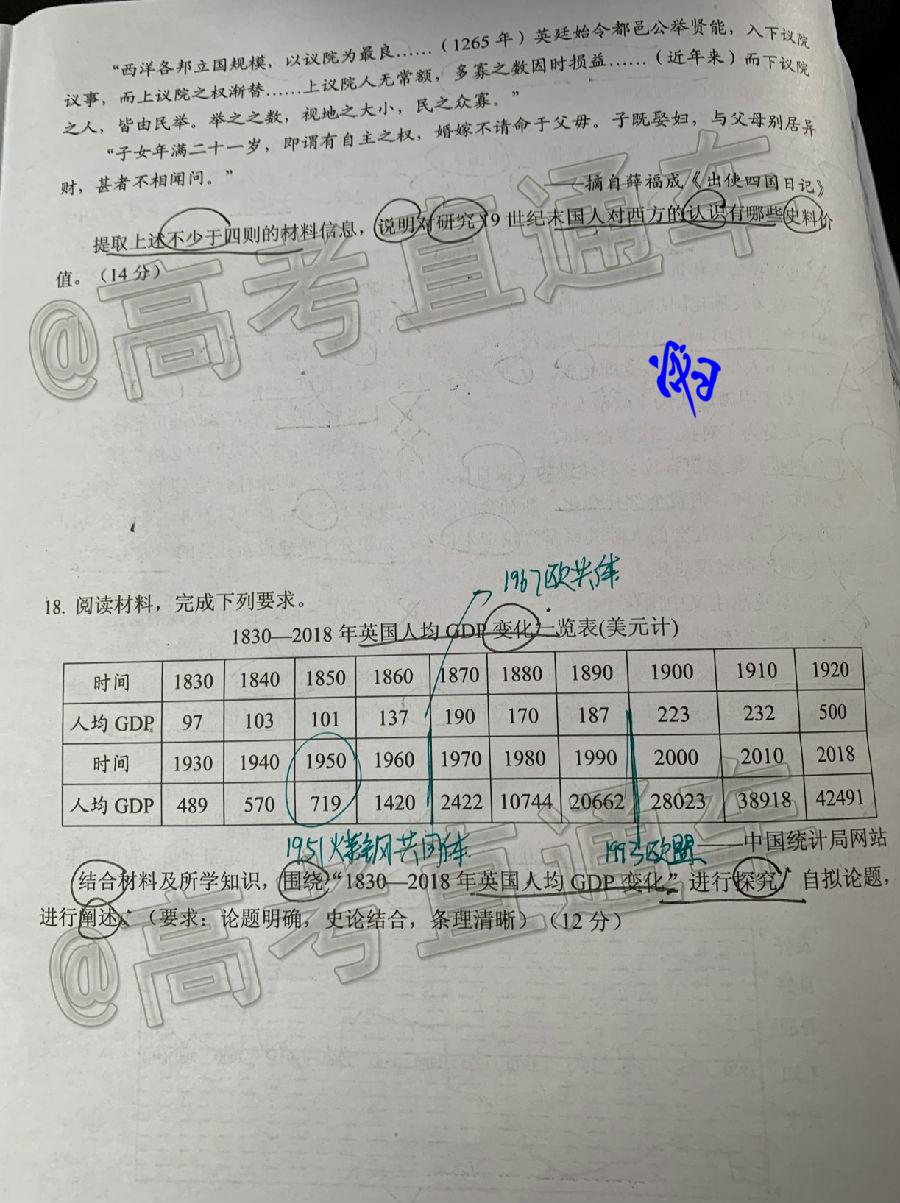 “西洋各邦立国规模，以议院为最良……（1265年）英廷始令都邑公举贤能，入下议院
议事，而上议院之权渐替……上议院人无常额，多寡之数因时损益……（近年来）而下议院
之人，皆由民举。举之之数，视地之大小，民之众寡。”
“子女年满二十一岁，即谓有自主之权，婚嫁不请命于父毋。子既娶妇，与父母别居异
财，甚者不相闻问。”
——摘自薛福成《出使四国日记》
提取上述不少于四则的材料信息，说明对研究19世纪末国人对西方的认识有哪些史料价
值。（14分）
@高考直通车
1967欧共体
18. 阅读材料，完成下列要求。
1830—2018年英国人均GDP变化一览表(美元计)
时间 1830 1840 1850 1860 1870 1880 1890 1900 1910 1920
人均GDP 97 103 101 137 190 170 187 223 232 500
时间 1930 1940 1950 1960 1970 1980 1990 2000 2010 2018
人均GDP 489 570 719 1420 2422 10744 20662 28023 38918 42491
1951煤钢共同体 1993欧盟
——中国统计局网站
结合材料及所学知识，围绕“1830—2018年英国人均GDP变化”进行探究，自拟论题，
进行阐述。（要求：论题明确，史论结合，条理清晰）（12分）
@高考直通车